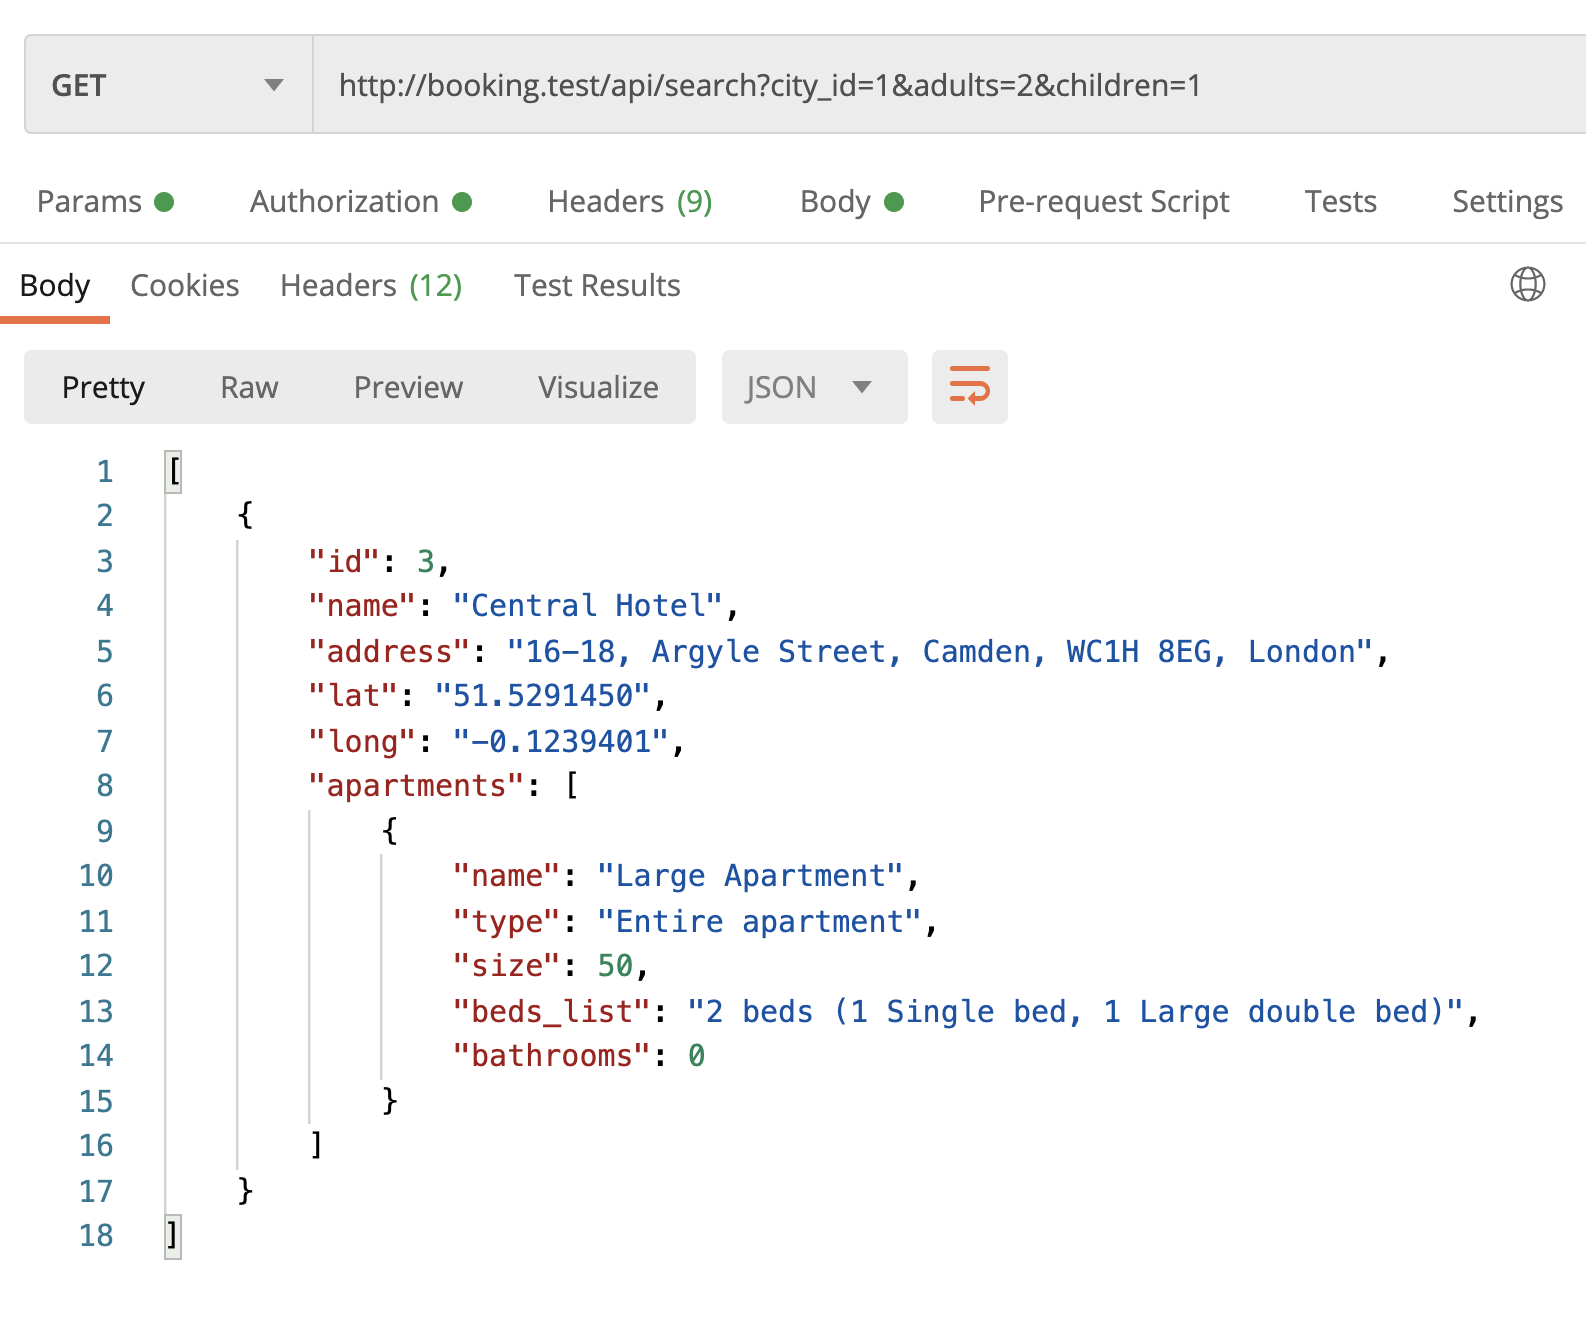 GET http://booking.test/api/search?city_id=1&adults=2&children=1
Params Authorization Headers (9) Body Pre-request Script Tests Settings
Body Cookies Headers (12) Test Results
Pretty Raw Preview Visualize JSON
1 [
2 {
3 "id": 3,
4 "name": "Central Hotel",
5 "address": "16-18, Argyle Street, Camden, WC1H 8EG, London",
6 "lat": "51.5291450",
7 "long": "-0.1239401",
8 "apartments": [
9 {
10 "name": "Large Apartment",
11 "type": "Entire apartment",
12 "size": 50,
13 "beds_list": "2 beds (1 Single bed, 1 Large double bed)",
14 "bathrooms": 0
15 }
16 ]
17 }
18 ]